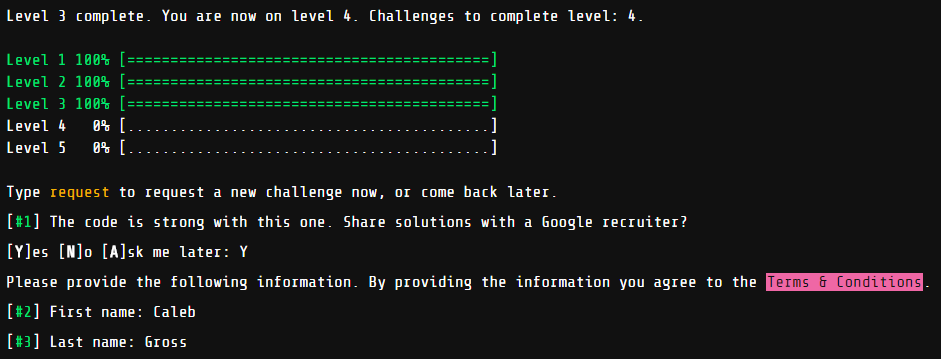 Level 3 complete. You are now on level 4. Challenges to complete level: 4.
Level 1 100% [==========================================]
Level 2 100% [==========================================]
Level 3 100% [==========================================]
Level 4   0% [..........................................]
Level 5   0% [..........................................]
Type request to request a new challenge now, or come back later.
[#1] The code is strong with this one. Share solutions with a Google recruiter?
[Y]es [N]o [A]sk me later: Y
Please provide the following information. By providing the information you agree to the Terms & Conditions.
[#2] First name: Caleb
[#3] Last name: Gross